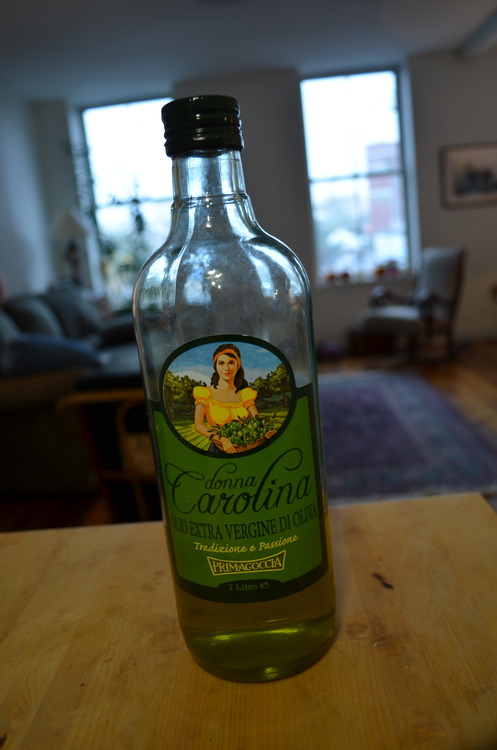 donna
Carolina
OLIO EXTRA VERGINE DI OLIVA
Tradizione e Passione
PRIMAGOCCIA
1 Litro e